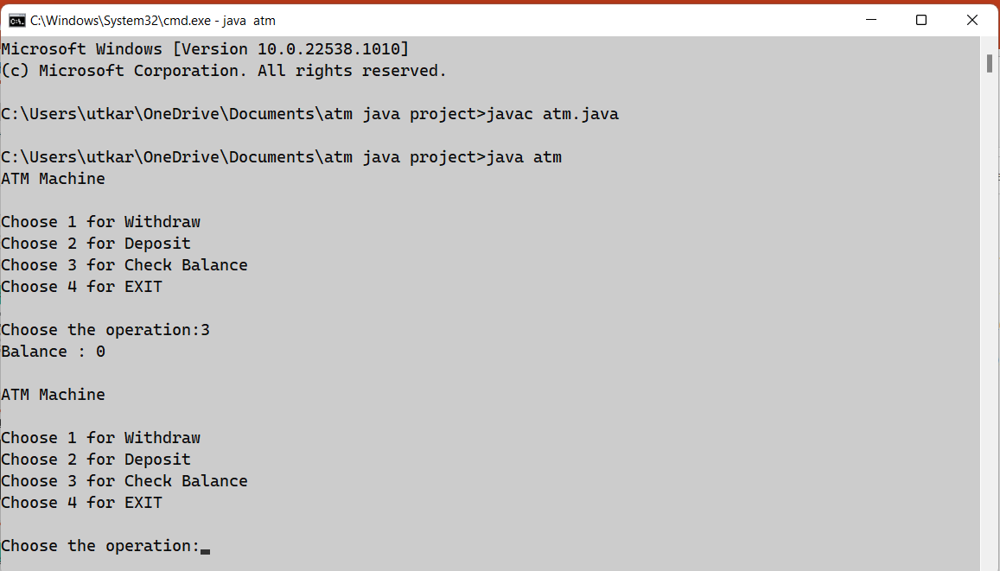 C:\Windows\System32\cmd.exe - java  atm
Microsoft Windows [Version 10.0.22538.1010]
(c) Microsoft Corporation. All rights reserved.
C:\Users\utkar\OneDrive\Documents\atm java project>javac atm.java
C:\Users\utkar\OneDrive\Documents\atm java project>java atm
ATM Machine
Choose 1 for Withdraw
Choose 2 for Deposit
Choose 3 for Check Balance
Choose 4 for EXIT
Choose the operation:3
Balance : 0
ATM Machine
Choose 1 for Withdraw
Choose 2 for Deposit
Choose 3 for Check Balance
Choose 4 for EXIT
Choose the operation: